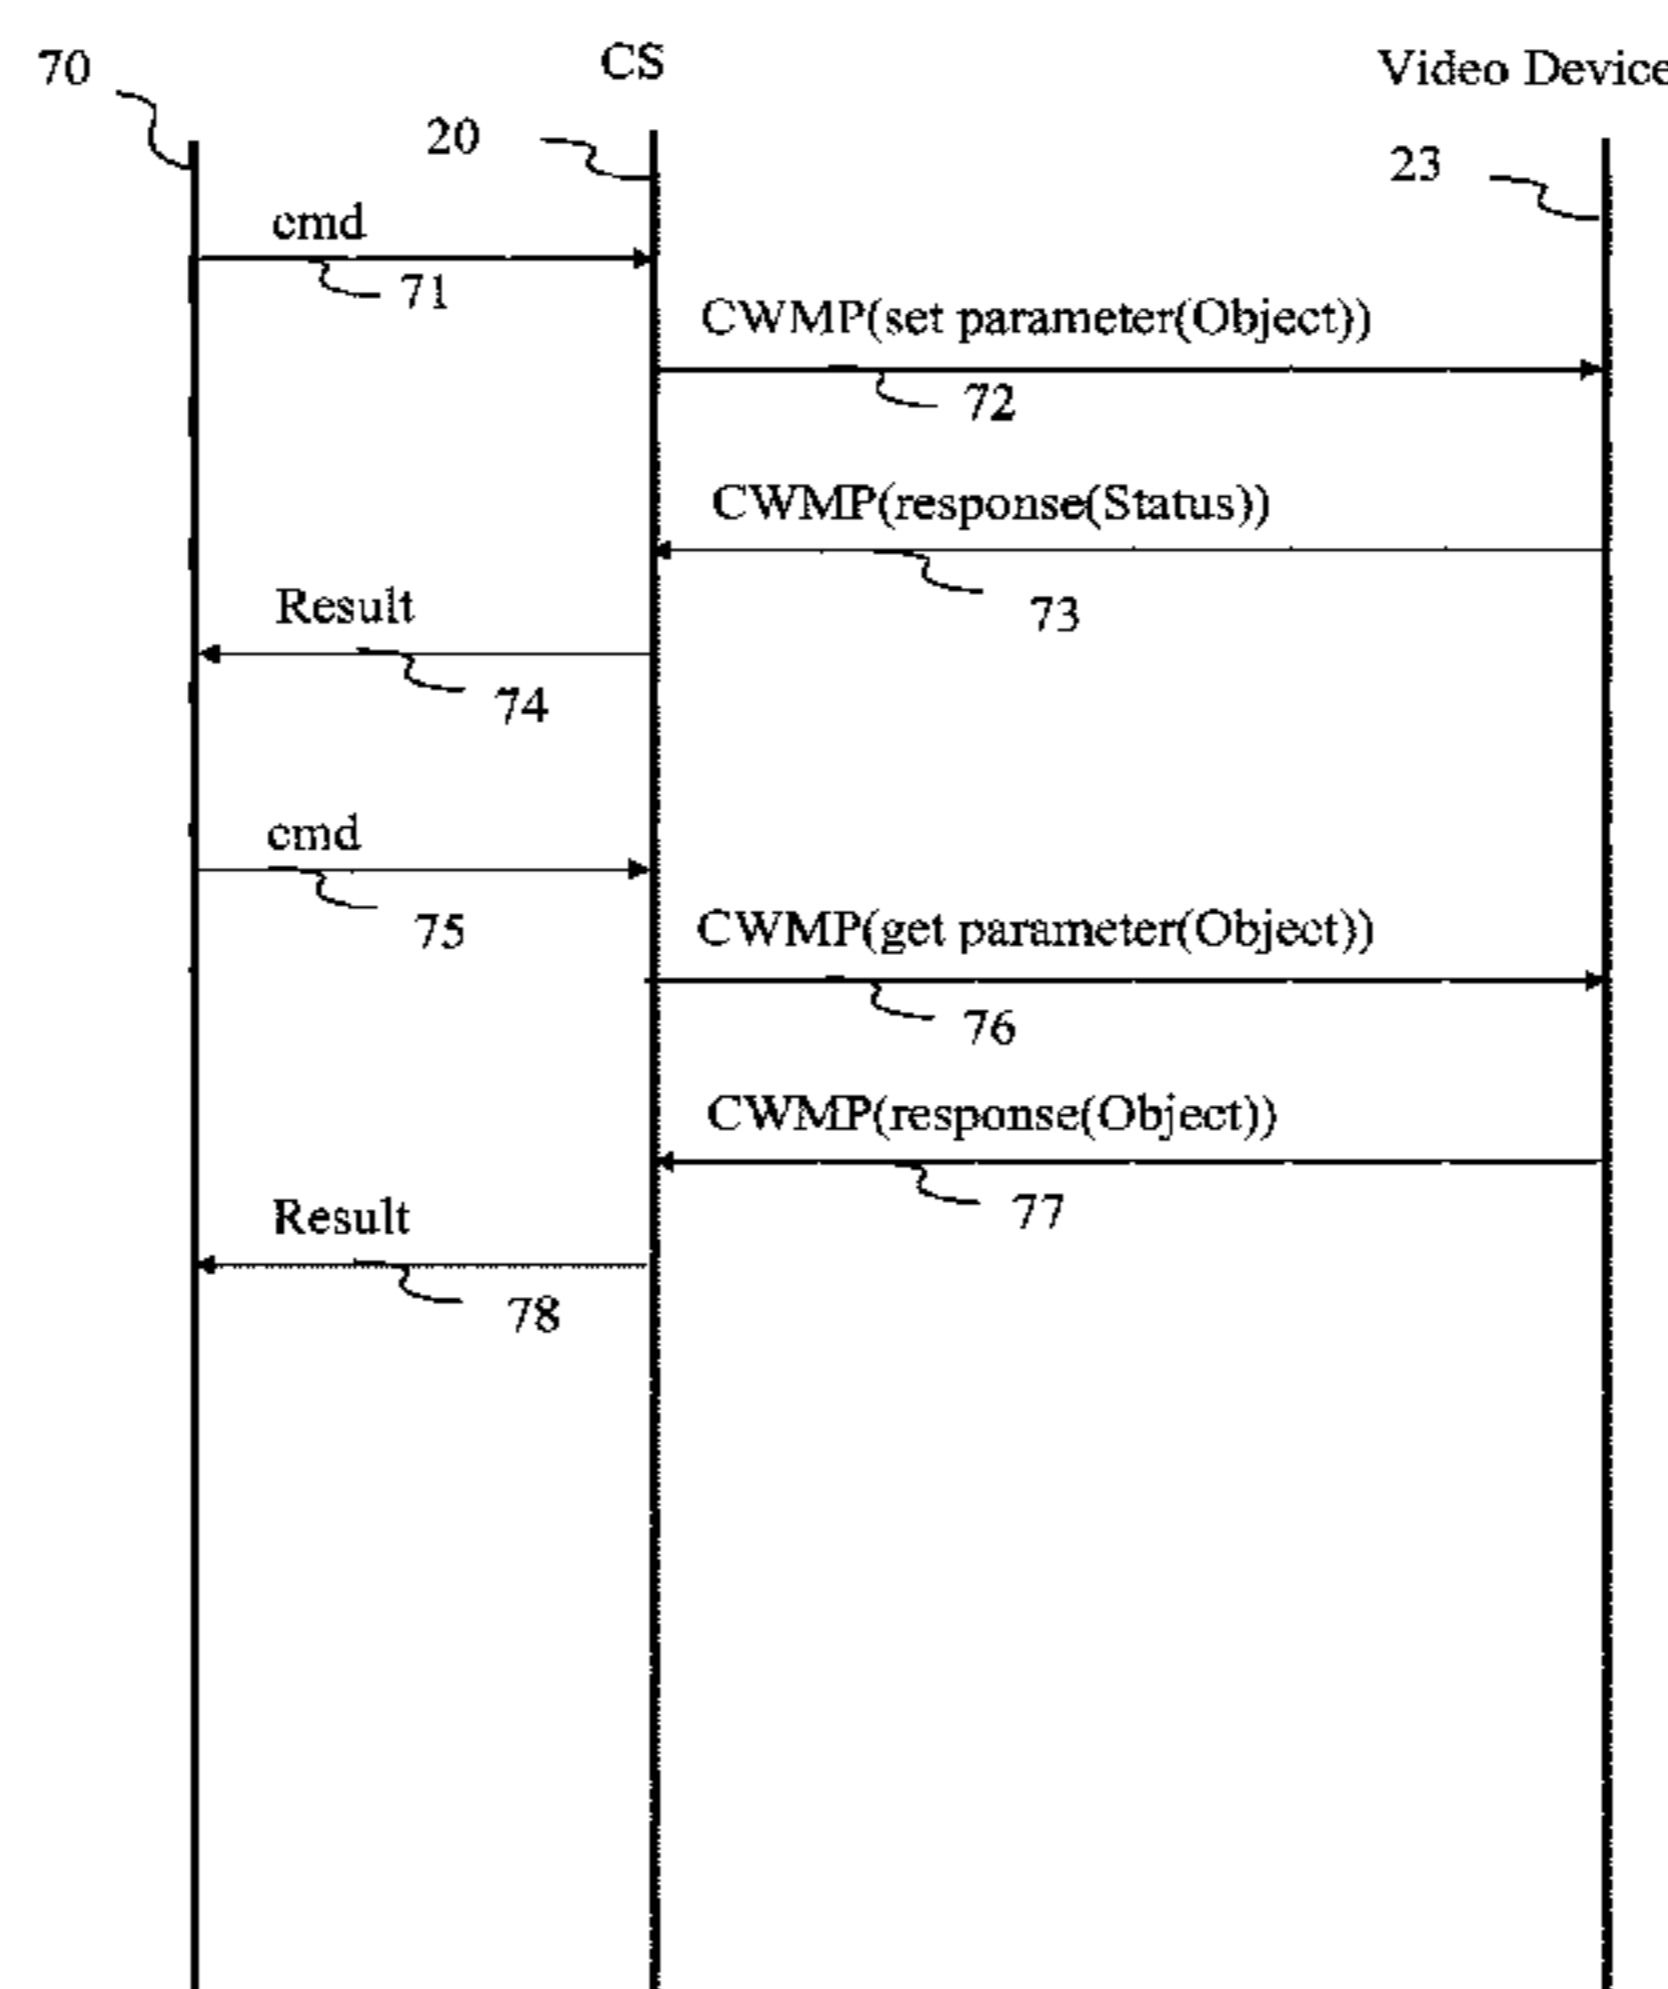 70
CS
Video Device
20
23
cmd
71
CWMP(set parameter(Object))
72
CWMP(response(Status))
73
Result
74
cmd
75
CWMP(get parameter(Object))
76
CWMP(response(Object))
77
Result
78